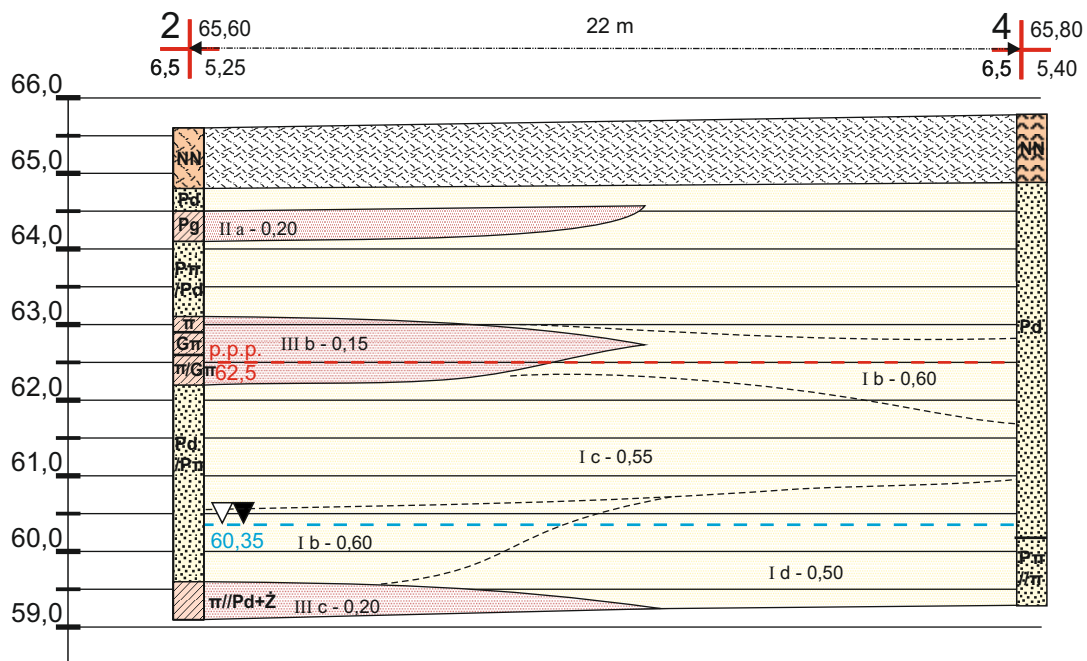 2 65,60 22 m 4 65,80
6,5 5,25 6,5 5,40
66,0
65,0
64,0
63,0
62,0
61,0
60,0
59,0
NN
Pd
Pg
Pπ
/Pd
π
Gπ
π/Gπ
Pd
/Pπ
π//Pd+Ż
II a - 0,20
III b - 0,15
p.p.p.
62,5
I b - 0,60
I c - 0,55
60,35
I b - 0,60
I d - 0,50
III c - 0,20
NN
Pd
Pπ
//π